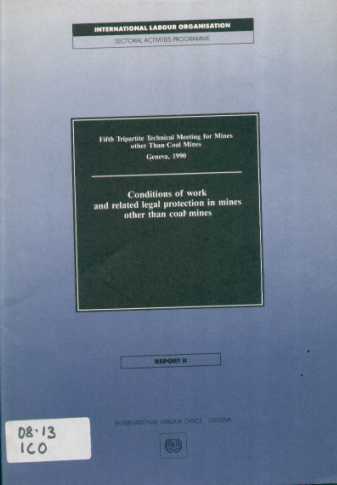 INTERNATIONAL LABOUR ORGANISATION
SECTORAL ACTIVITIES PROGRAMME
Fifth Tripartite Technical Meeting for Mines
other Than Coal Mines
Geneva, 1990
Conditions of work
and related legal protection in mines
other than coal mines
REPORT II
INTERNATIONAL LABOUR OFFICE GENEVA
08.13
ICO